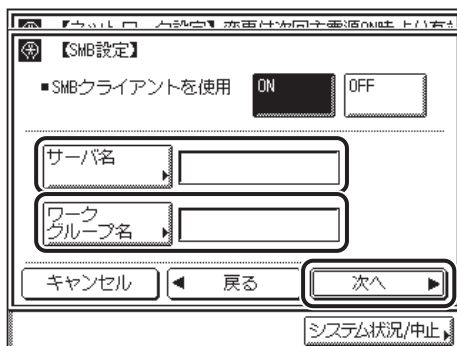 【SMB設定】
■SMBクライアントを使用 ON OFF
サーバ名
ワーク
グループ名
キャンセル ◀ 戻る 次へ ▶
システム状況/中止